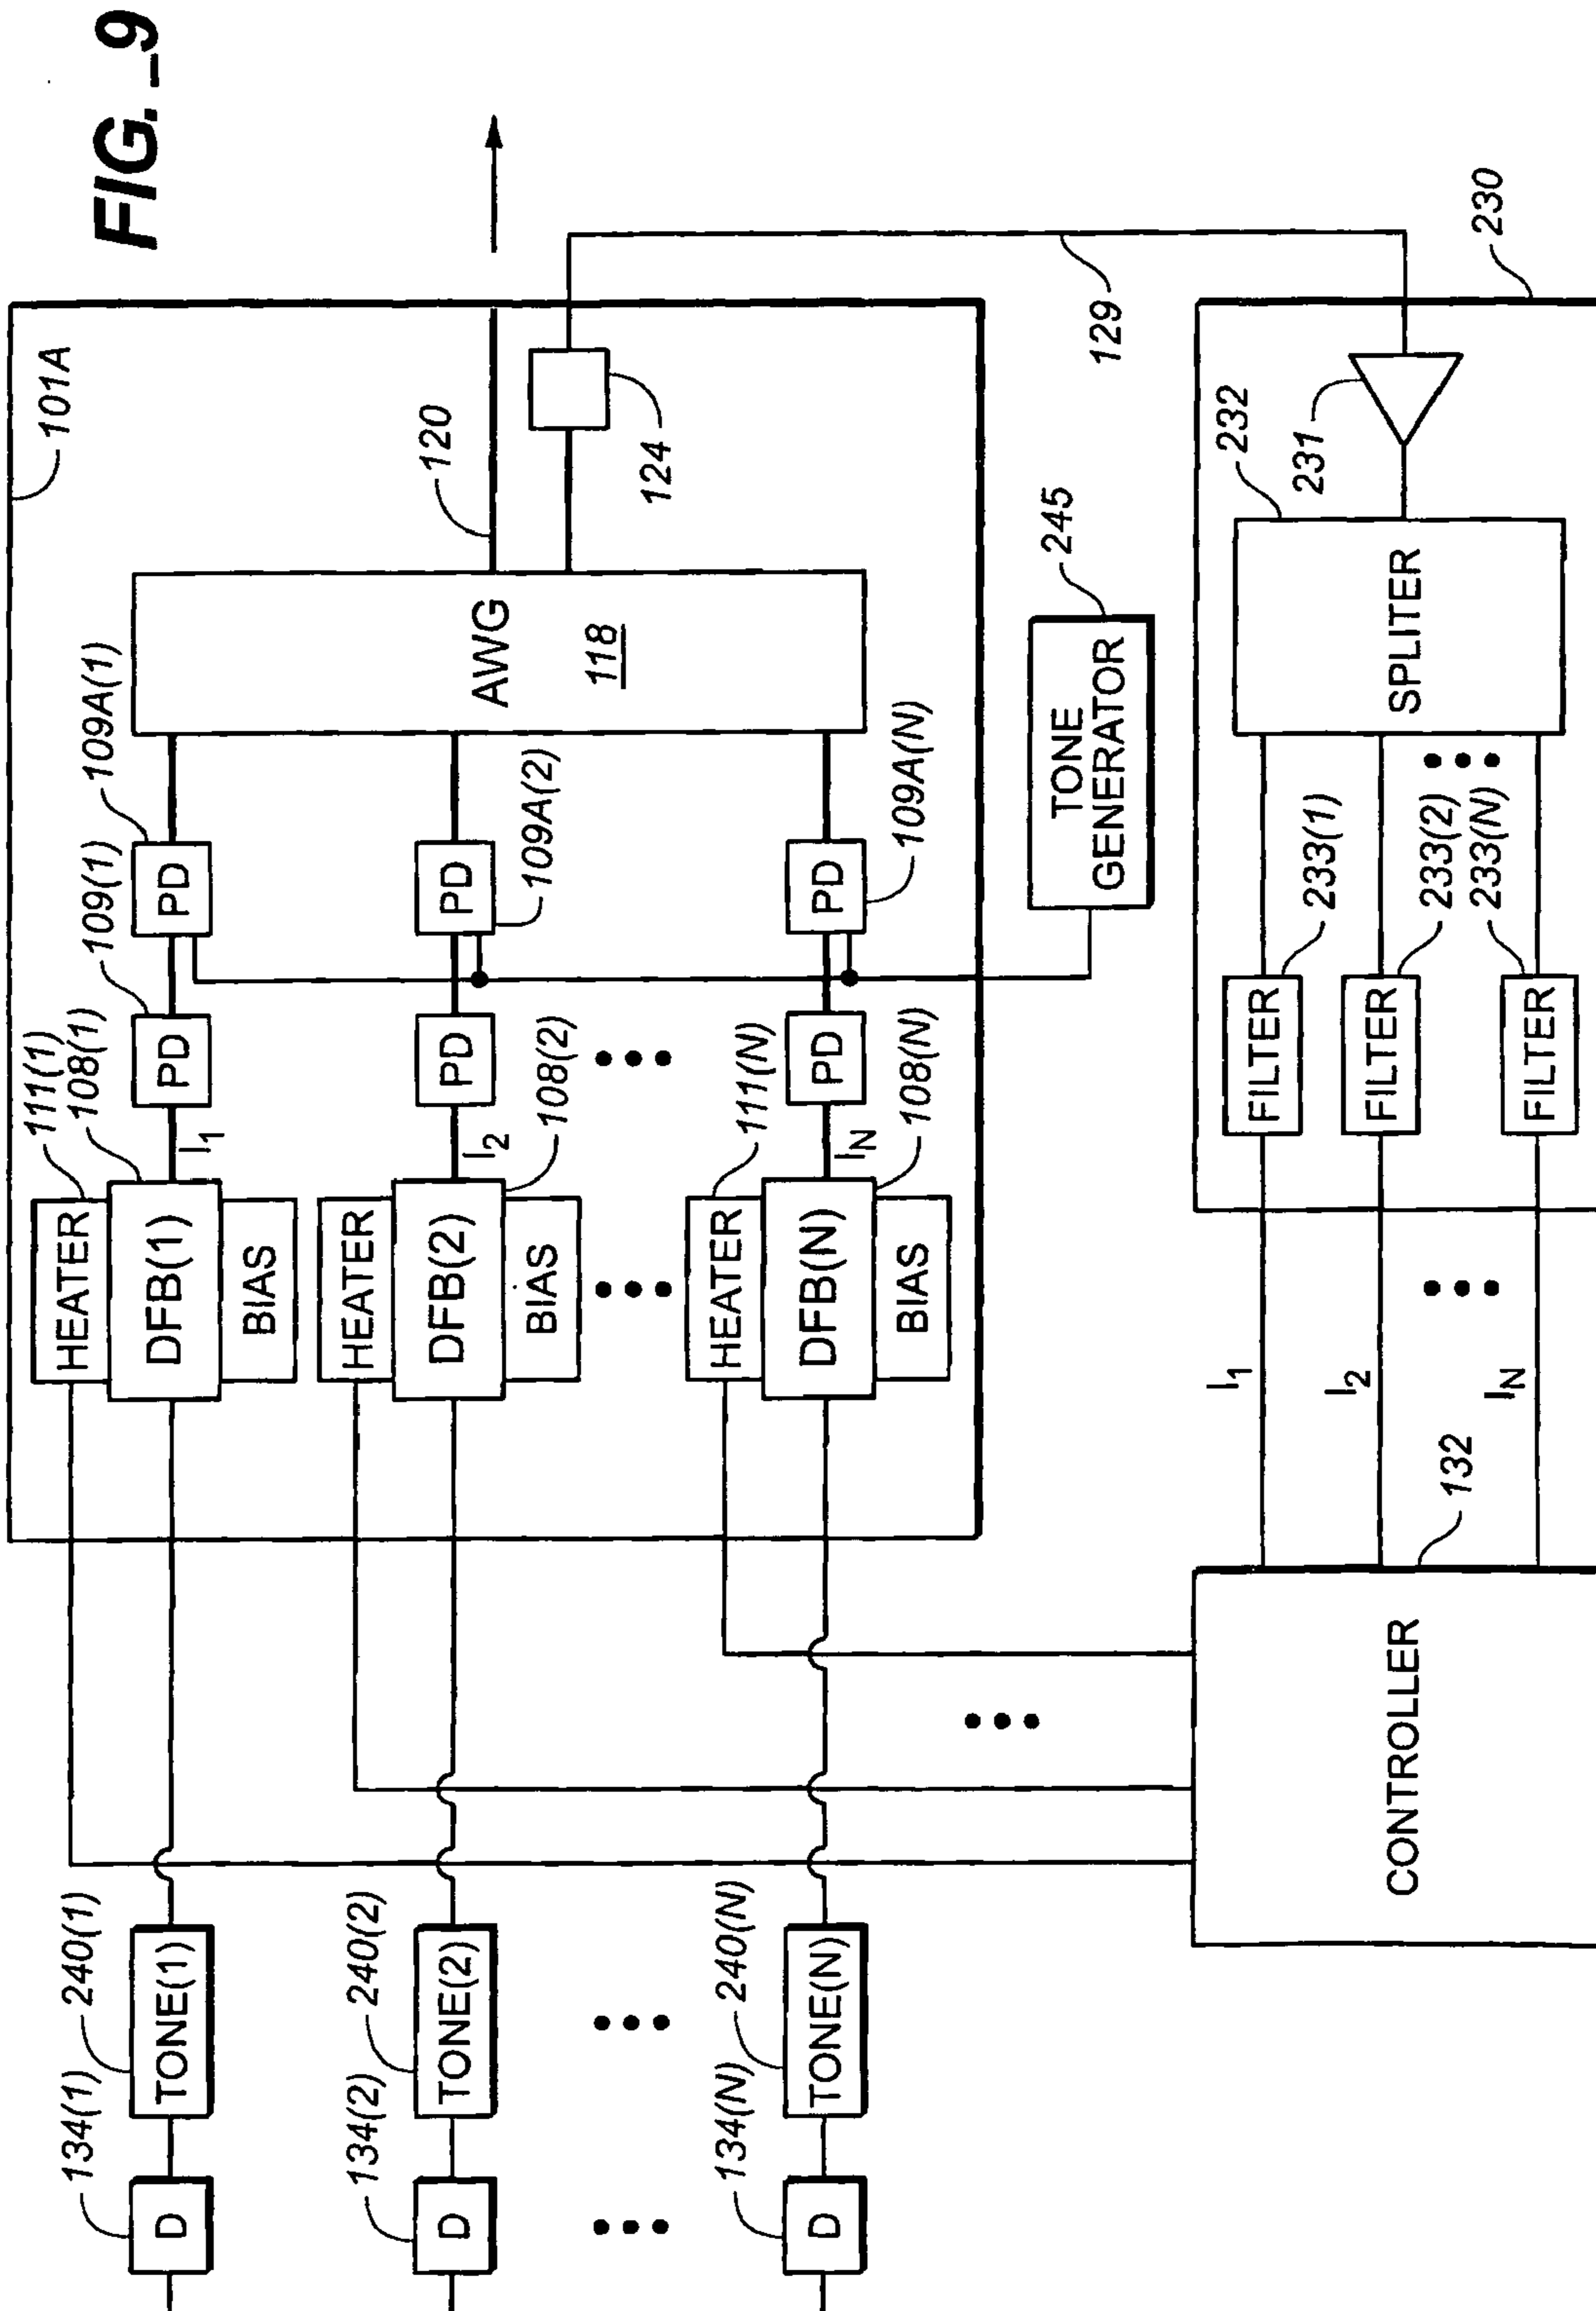 FIG._9
101A
111(1)
108(1)
109(1)
109A(1)
HEATER
DFB(1)
BIAS
I1
PD
PD
240(1)
134(1)
TONE(1)
D
HEATER
DFB(2)
BIAS
I2
108(2)
PD
PD
109A(2)
AWG
118
120
124
240(2)
134(2)
TONE(2)
D
111(N)
HEATER
DFB(N)
BIAS
IN
108(N)
PD
PD
109A(N)
240(N)
134(N)
TONE(N)
D
245
TONE
GENERATOR
129
230
231
232
SPLITER
FILTER
233(1)
FILTER
233(2)
FILTER
233(N)
I1
I2
IN
132
CONTROLLER